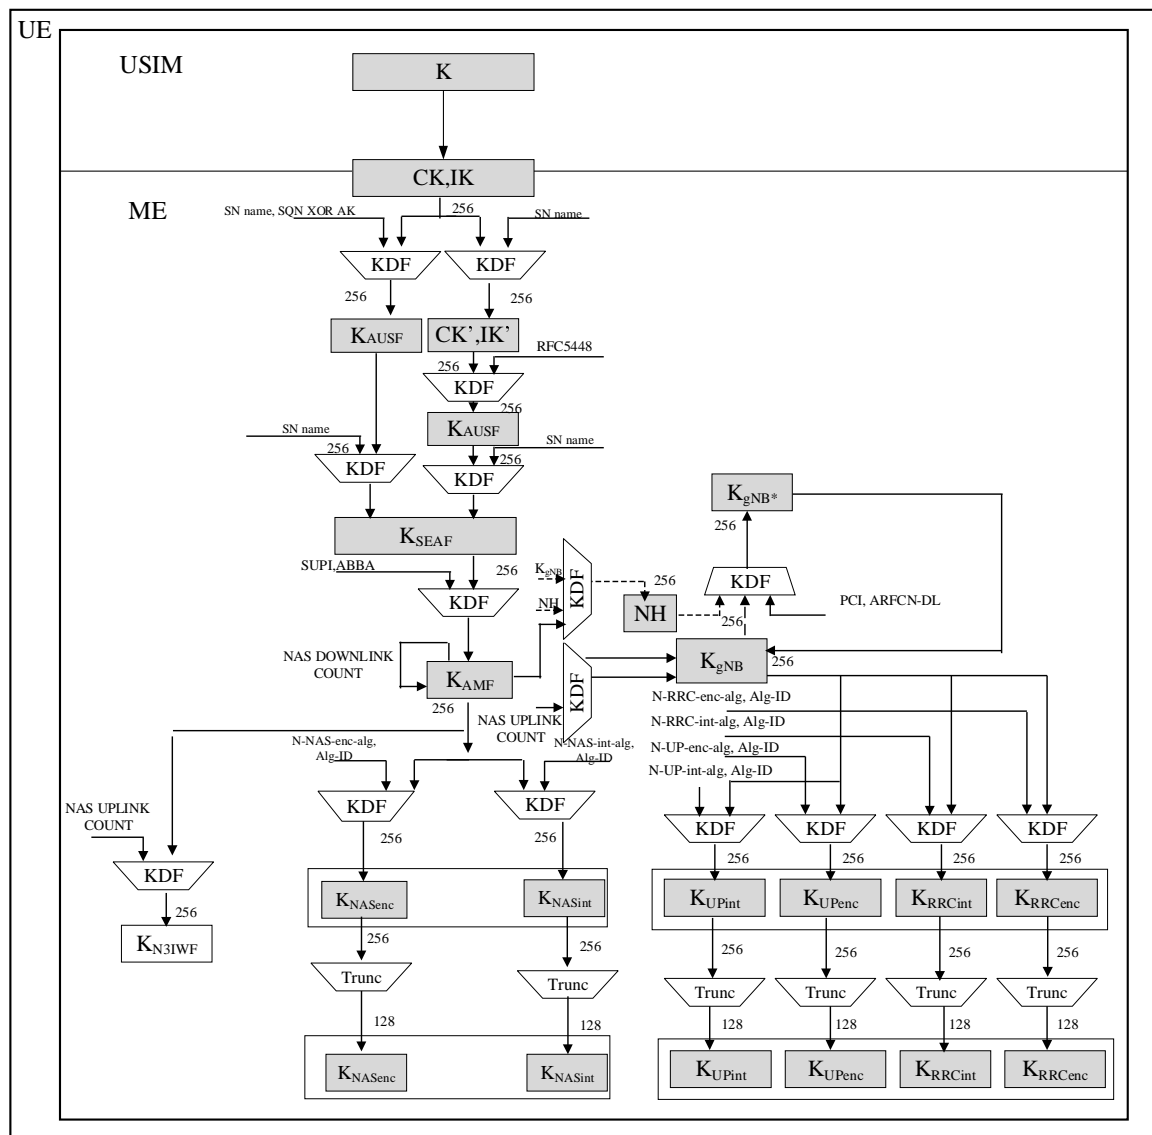 UE
USIM
K
CK,IK
ME
256
SN name, SQN XOR AK
SN name
KDF
KDF
256
256
KAUSF
CK’,IK’
RFC5448
256
KDF
256
KAUSF
SN name
SN name
256
256
KDF
KDF
KgNB*
KSEAF
256
SUPI,ABBA
256
KgNB
KDF
256
KDF
KDF
NH
NH
256
PCI, ARFCN-DL
NAS DOWNLINK
COUNT
KAMF
256
KDF
KgNB
256
N-RRC-enc-alg, Alg-ID
NAS UPLINK
COUNT
N-RRC-int-alg, Alg-ID
N-NAS-enc-alg,
Alg-ID
N-NAS-int-alg,
Alg-ID
N-UP-enc-alg, Alg-ID
N-UP-int-alg, Alg-ID
NAS UPLINK
COUNT
KDF
KDF
KDF
KDF
KDF
KDF
KDF
256
256
256
256
256
256
256
KN3IWF
KNASenc
KNASint
KUPint
KUPenc
KRRCint
KRRCenc
256
256
256
256
256
256
Trunc
Trunc
Trunc
Trunc
Trunc
Trunc
128
128
128
128
128
128
KNASenc
KNASint
KUPint
KUPenc
KRRCint
KRRCenc